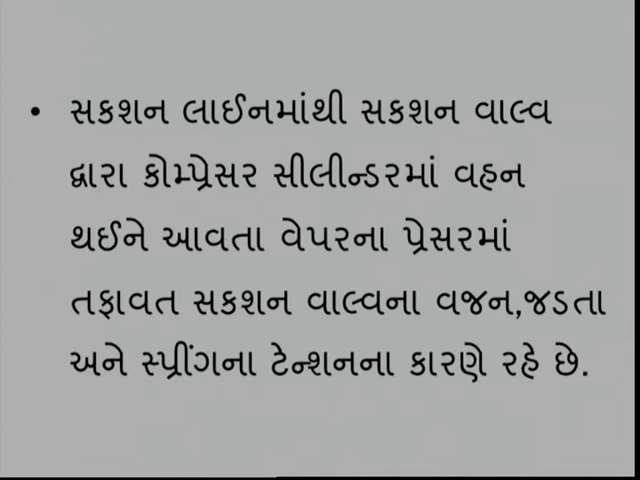 • સકશન લાઈનમાંથી સકશન વાલ્વ
દ્વારા કોમ્પ્રેસર સીલીન્ડરમાં વહન
થઈને આવતા વેપરના પ્રેસરમાં
તફાવત સકશન વાલ્વના વજન,જડતા
અને સ્પ્રીંગના ટેન્શનના કારણે રહે છે.